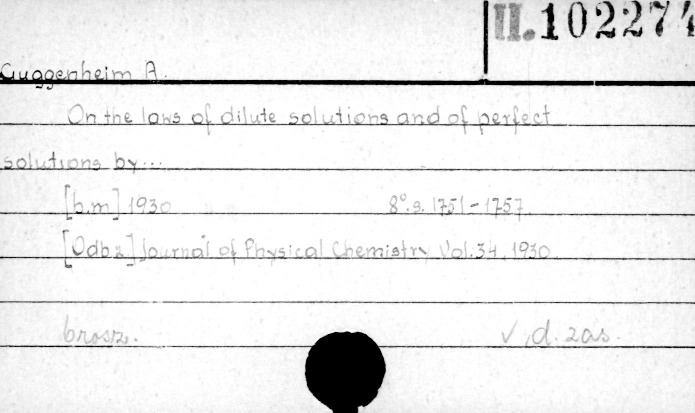 II.102274
Guggenheim A.
On the laws of dilute solutions and of perfect
solutions by...
[b.m] 1930 8°.s. 1751-1757.
[Odb z] Journal of Physical Chemistry Vol.34. 1930
brosz. d. zas.